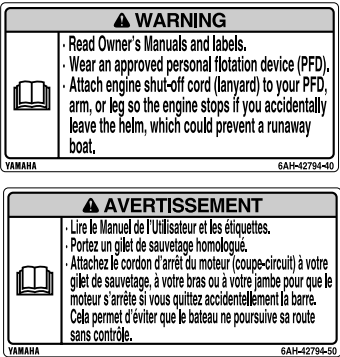 WARNING
· Read Owner's Manuals and labels.
· Wear an approved personal flotation device (PFD).
· Attach engine shut-off cord (lanyard) to your PFD,
arm, or leg so the engine stops if you accidentally
leave the helm, which could prevent a runaway
boat.
YAMAHA 6AH-42794-40
AVERTISSEMENT
· Lire le Manuel de l'Utilisateur et les étiquettes.
· Portez un gilet de sauvetage homologué.
· Attachez le cordon d'arrêt du moteur (coupe-circuit) à votre
gilet de sauvetage, à votre bras ou à votre jambe pour que le
moteur s'arrête si vous quittez accidentellement la barre.
Cela permet d'éviter que le bateau ne poursuive sa route
sans contrôle.
YAMAHA 6AH-42794-50